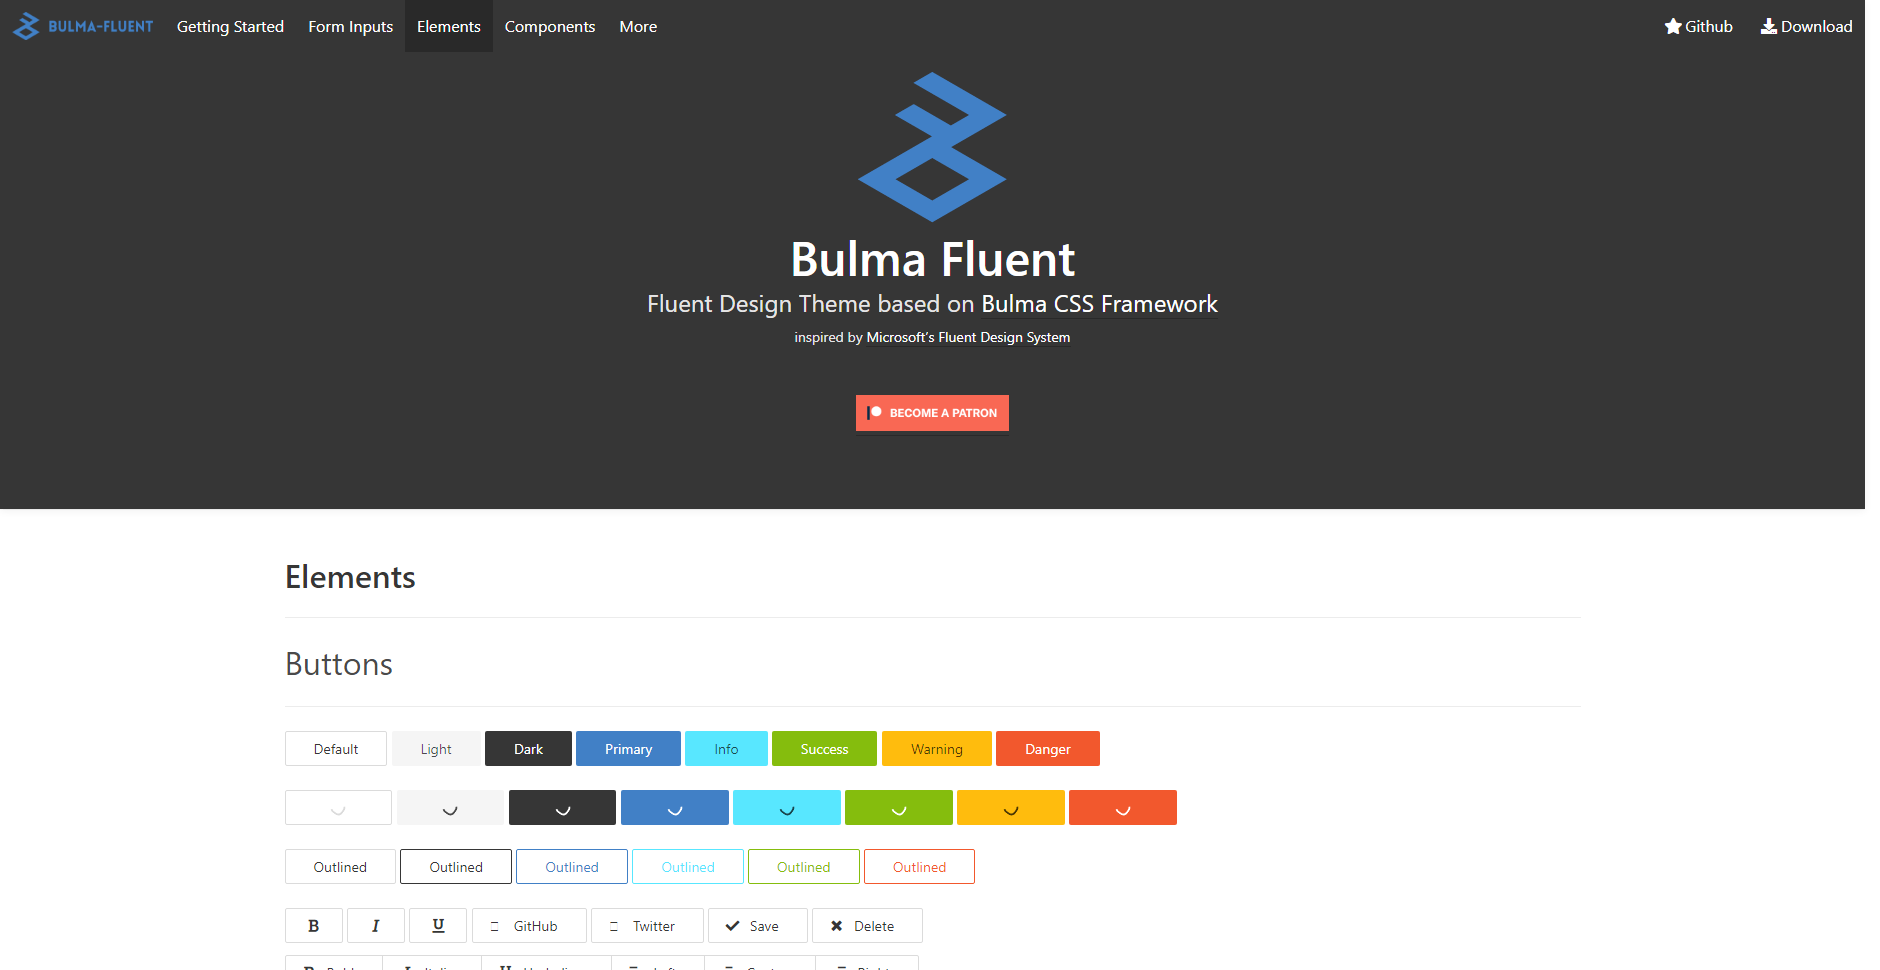 BULMA-FLUENT Getting Started Form Inputs Elements Components More Github Download
Bulma Fluent
Fluent Design Theme based on Bulma CSS Framework
inspired by Microsoft’s Fluent Design System
BECOME A PATRON
Elements
Buttons
Default Light Dark Primary Info Success Warning Danger
Outlined Outlined Outlined Outlined Outlined Outlined
B I U GitHub Twitter Save Delete